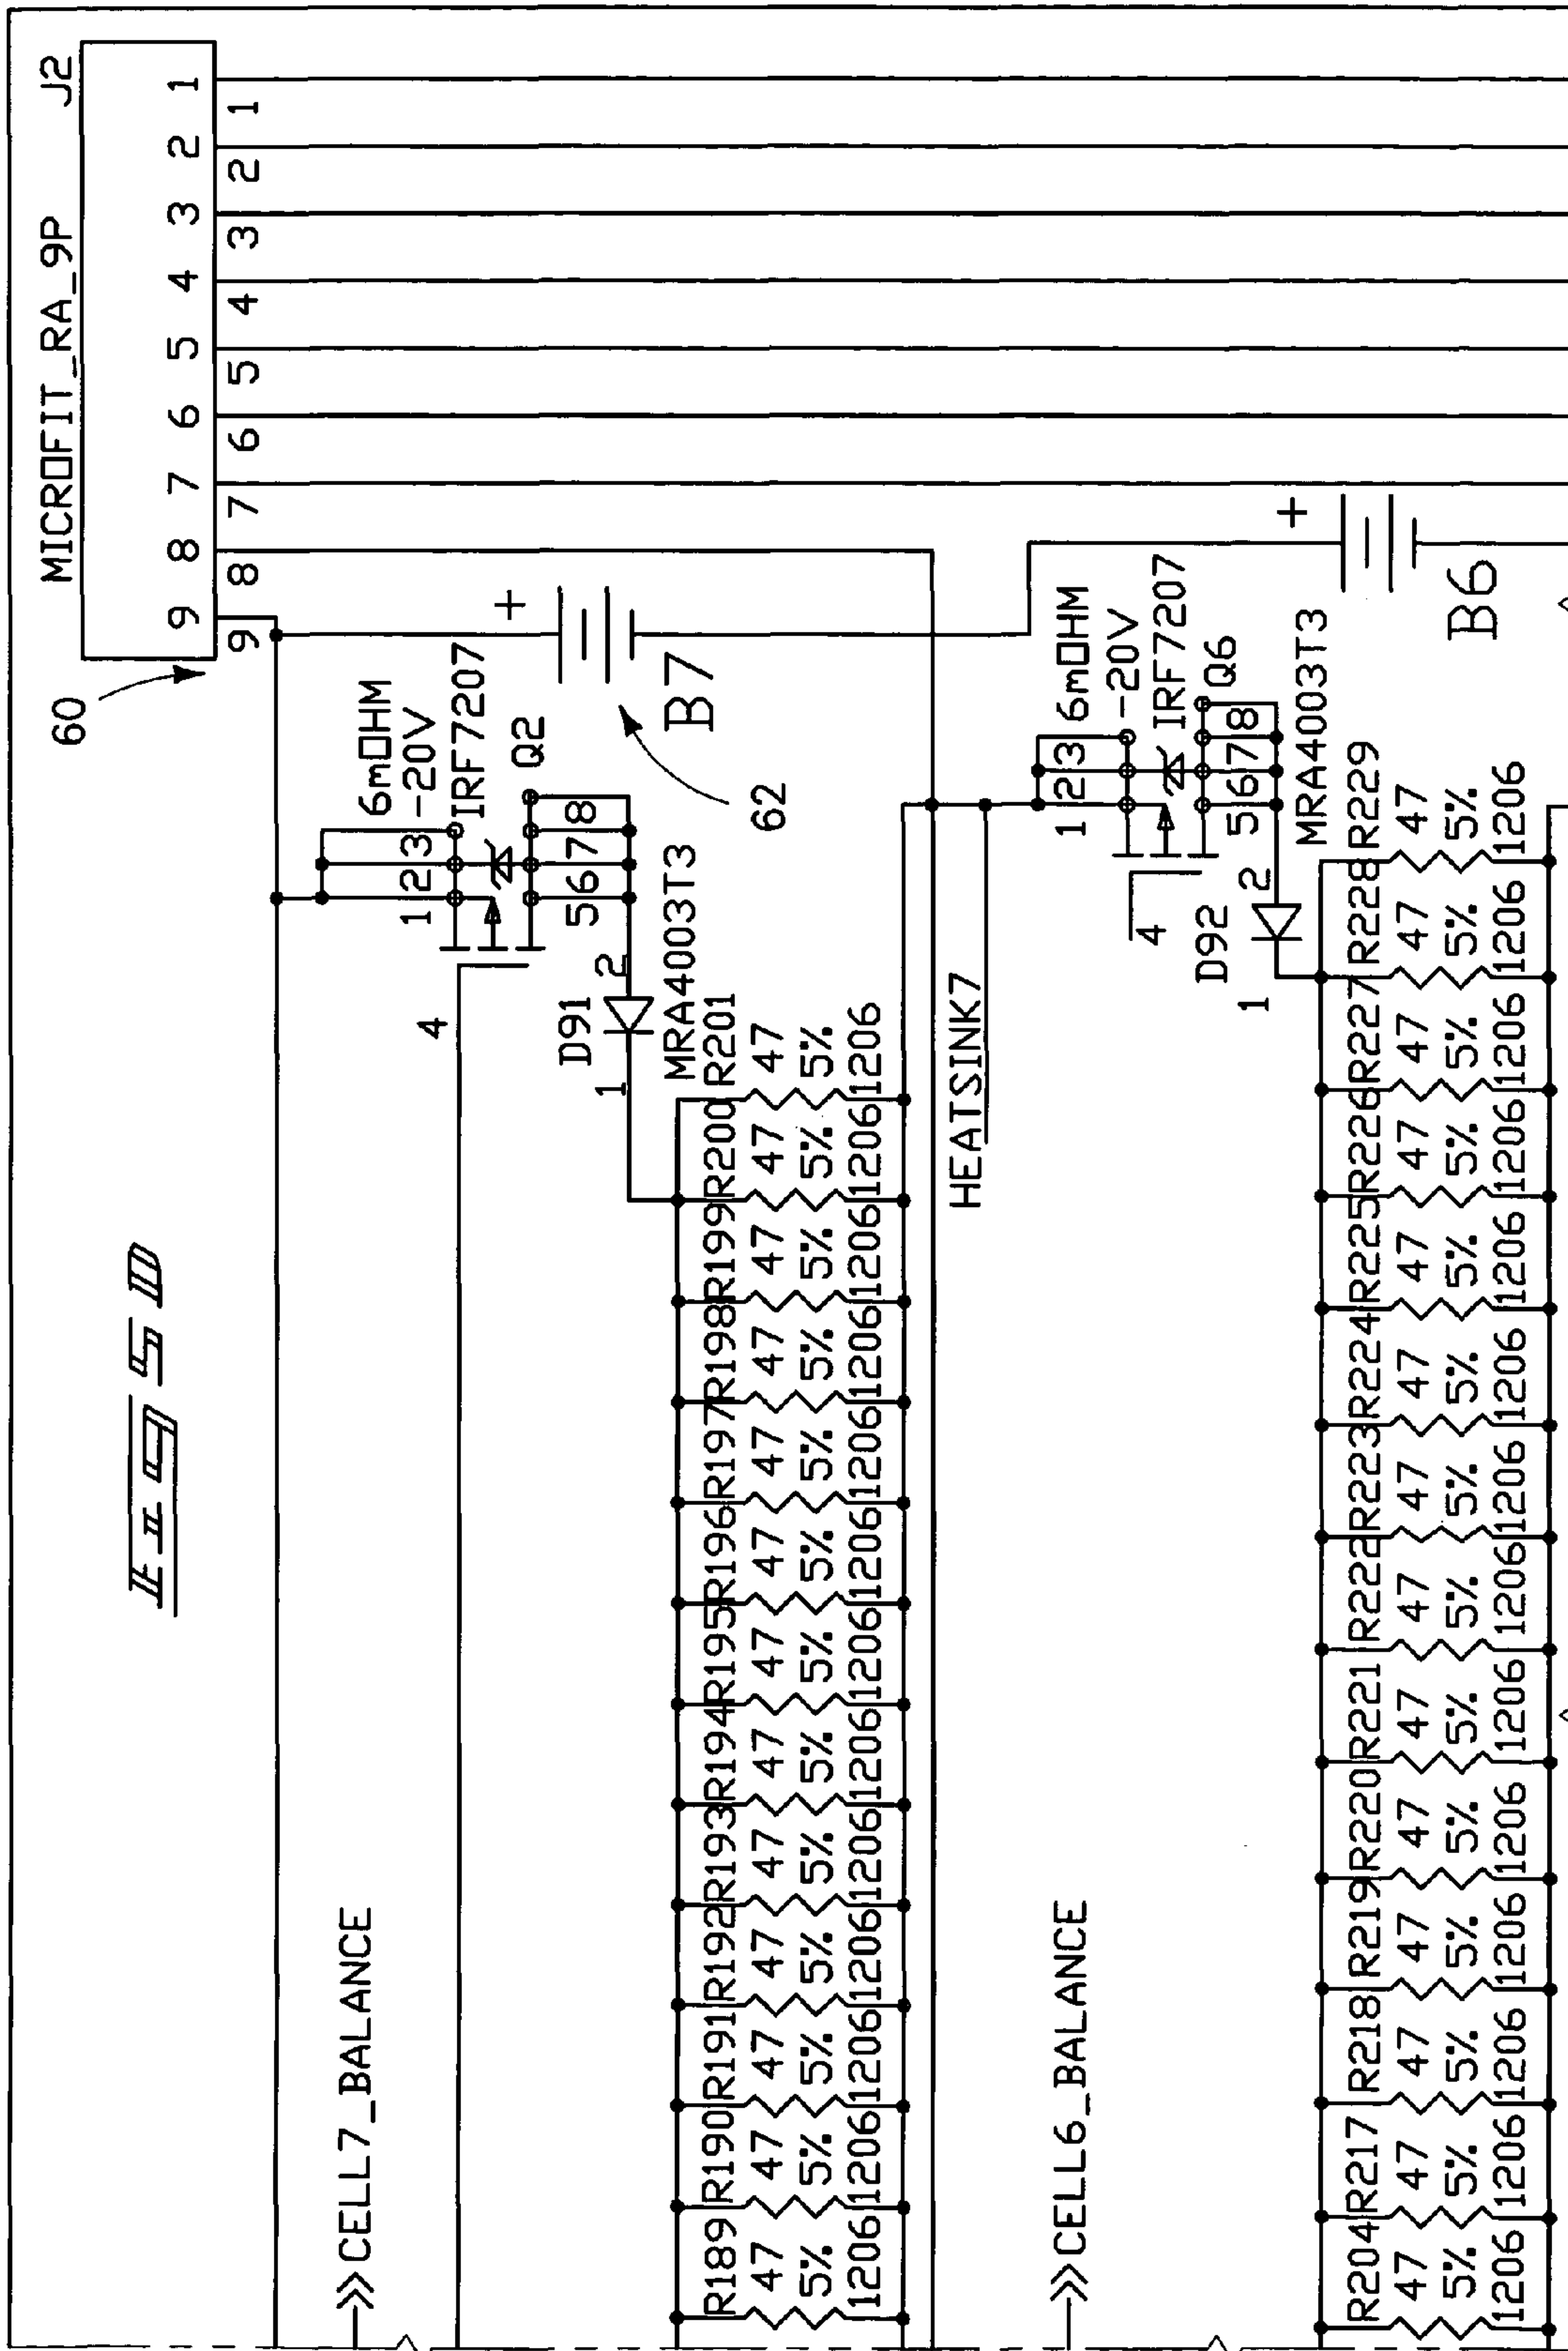 FIG 5D
MICROFIT_RA_9P
J2
9 8 7 6 5 4 3 2 1
9 8 7 6 5 4 3 2 1
60
CELL7_BALANCE
6mOHM
-20V
IRF7207
Q2
1 2 3
4
5 6 7 8
+
B7
62
D91
1
2
MRA4003T3
R189 R190 R191 R192 R193 R194 R195 R196 R197 R198 R199 R200 R201
47 47 47 47 47 47 47 47 47 47 47 47 47
5% 5% 5% 5% 5% 5% 5% 5% 5% 5% 5% 5% 5%
1206 1206 1206 1206 1206 1206 1206 1206 1206 1206 1206 1206 1206
HEATSINK7
CELL6_BALANCE
6mOHM
-20V
IRF7207
Q6
1 2 3
4
5 6 7 8
+
B6
D92
1
2
MRA4003T3
R204 R217 R218 R219 R220 R221 R222 R223 R224 R225 R226 R227 R228 R229
47 47 47 47 47 47 47 47 47 47 47 47 47 47
5% 5% 5% 5% 5% 5% 5% 5% 5% 5% 5% 5% 5% 5%
1206 1206 1206 1206 1206 1206 1206 1206 1206 1206 1206 1206 1206 1206